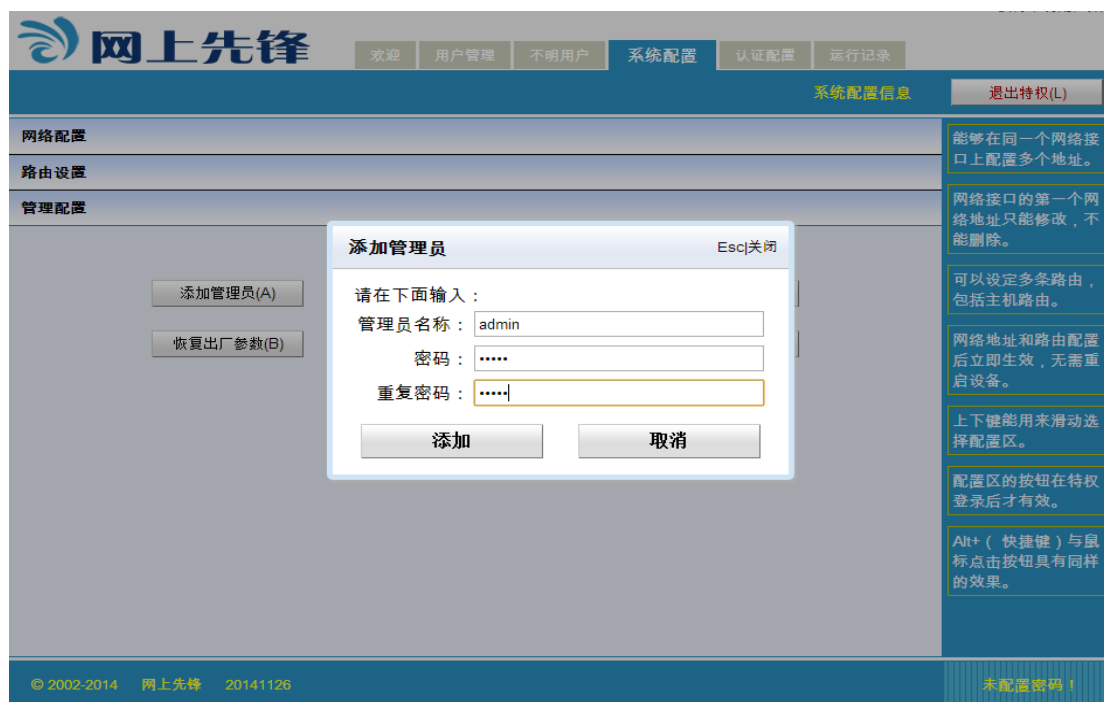 网上先锋
欢迎 用户管理 不明用户 系统配置 认证配置 运行记录
系统配置信息 退出特权(L)
网络配置
路由设置
管理配置
添加管理员 Esc|关闭
请在下面输入：
管理员名称： admin
密码： •••••
重复密码： •••••
添加 取消
添加管理员(A)
恢复出厂参数(B)
能够在同一个网络接
口上配置多个地址。
网络接口的第一个网
络地址只能修改，不
能删除。
可以设定多条路由，
包括主机路由。
网络地址和路由配置
后立即生效，无需重
启设备。
上下键能用来滑动选
择配置区。
配置区的按钮在特权
登录后才有效。
Alt+（ 快捷键）与鼠
标点击按钮具有同样
的效果。
© 2002-2014 网上先锋 20141126 未配置密码！